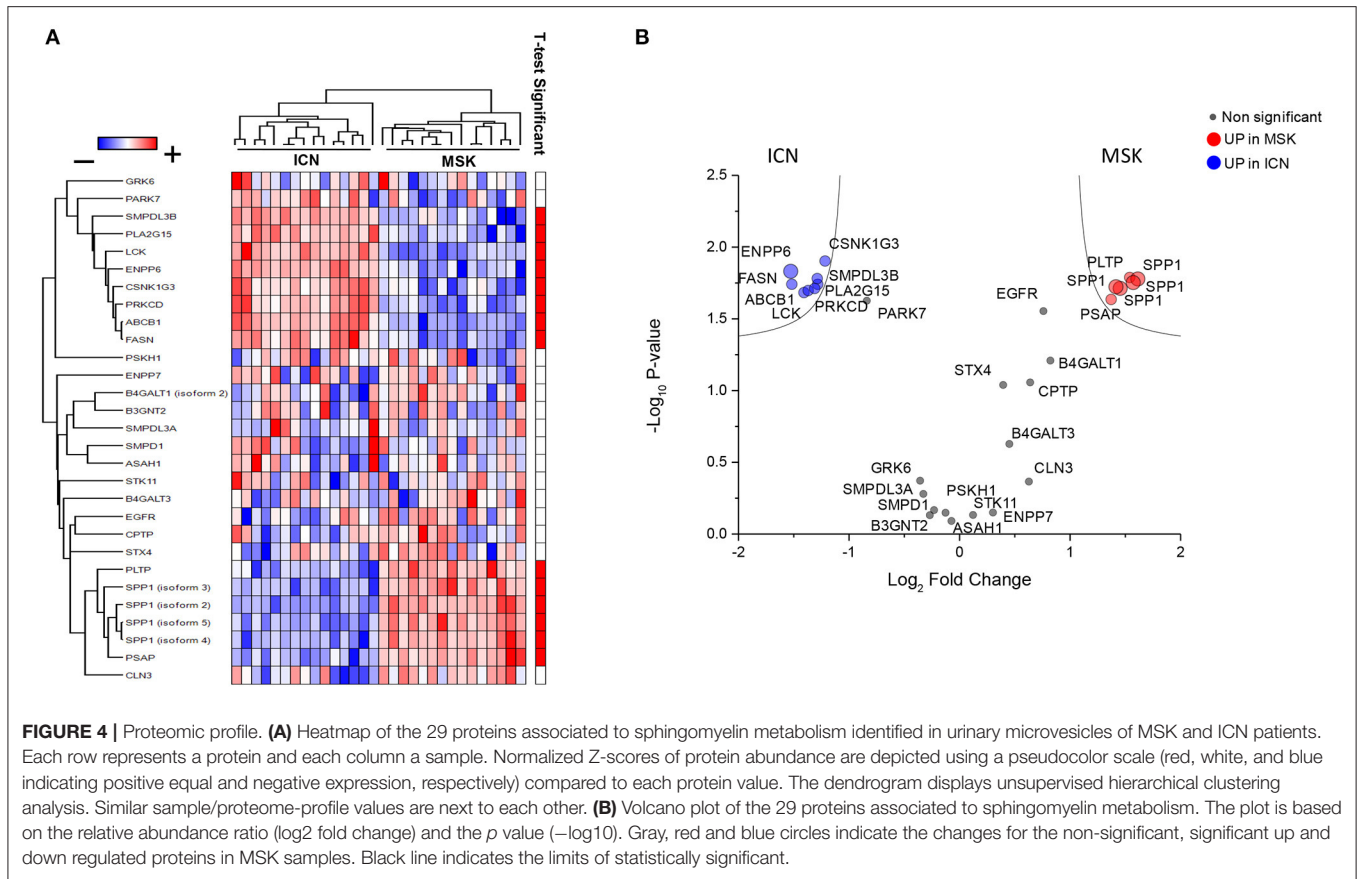 A
T-test Significant
− +
ICN MSK
GRK6
PARK7
SMPDL3B
PLA2G15
LCK
ENPP6
CSNK1G3
PRKCD
ABCB1
FASN
PSKH1
ENPP7
B4GALT1 (isoform 2)
B3GNT2
SMPDL3A
SMPD1
ASAH1
STK11
B4GALT3
EGFR
CPTP
STX4
PLTP
SPP1 (isoform 3)
SPP1 (isoform 2)
SPP1 (isoform 5)
SPP1 (isoform 4)
PSAP
CLN3
B
Non significant
UP in MSK
UP in ICN
ICN MSK
2.5
2.0
1.5
1.0
0.5
0.0
-Log10 P-value
-2 -1 0 1 2
Log2 Fold Change
CSNK1G3
ENPP6
SMPDL3B
FASN
PLA2G15
ABCB1
PRKCD
LCK
PARK7
PLTP
SPP1
SPP1
SPP1
SPP1
PSAP
EGFR
B4GALT1
STX4
CPTP
B4GALT3
GRK6
CLN3
SMPDL3A
PSKH1
SMPD1
STK11
ENPP7
B3GNT2
ASAH1
FIGURE 4 | Proteomic profile. (A) Heatmap of the 29 proteins associated to sphingomyelin metabolism identified in urinary microvesicles of MSK and ICN patients.
Each row represents a protein and each column a sample. Normalized Z-scores of protein abundance are depicted using a pseudocolor scale (red, white, and blue
indicating positive equal and negative expression, respectively) compared to each protein value. The dendrogram displays unsupervised hierarchical clustering
analysis. Similar sample/proteome-profile values are next to each other. (B) Volcano plot of the 29 proteins associated to sphingomyelin metabolism. The plot is based
on the relative abundance ratio (log2 fold change) and the p value (−log10). Gray, red and blue circles indicate the changes for the non-significant, significant up and
down regulated proteins in MSK samples. Black line indicates the limits of statistically significant.